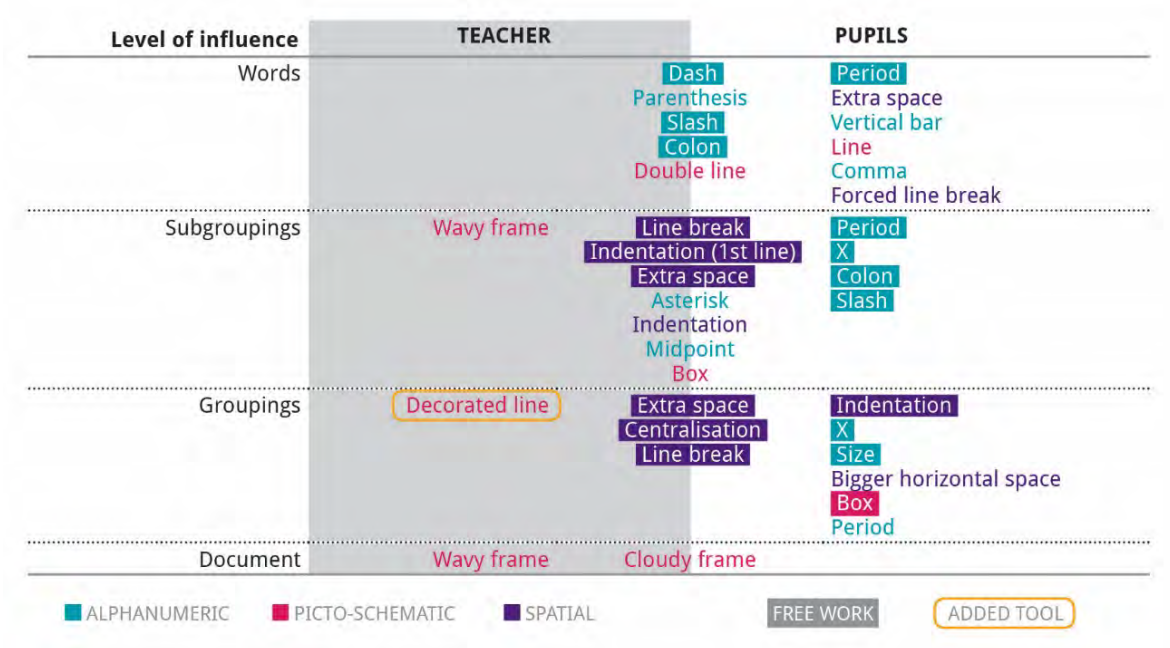 Level of influence TEACHER PUPILS
Words Dash Period
Parenthesis Extra space
Slash Vertical bar
Colon Line
Double line Comma
Forced line break
Subgroupings Wavy frame Line break Period
Indentation (1st line) X
Extra space Colon
Asterisk Slash
Indentation
Midpoint
Box
Groupings Decorated line Extra space Indentation
Centralisation X
Line break Size
Bigger horizontal space
Box
Period
Document Wavy frame Cloudy frame
ALPHANUMERIC PICTO-SCHEMATIC SPATIAL FREE WORK ADDED TOOL